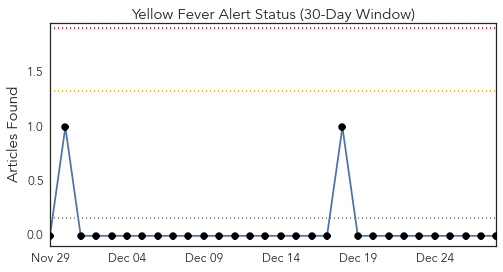 Yellow Fever Alert Status (30-Day Window)
Articles Found
1.5
1.0
0.5
0.0
Nov 29 Dec 04 Dec 09 Dec 14 Dec 19 Dec 24